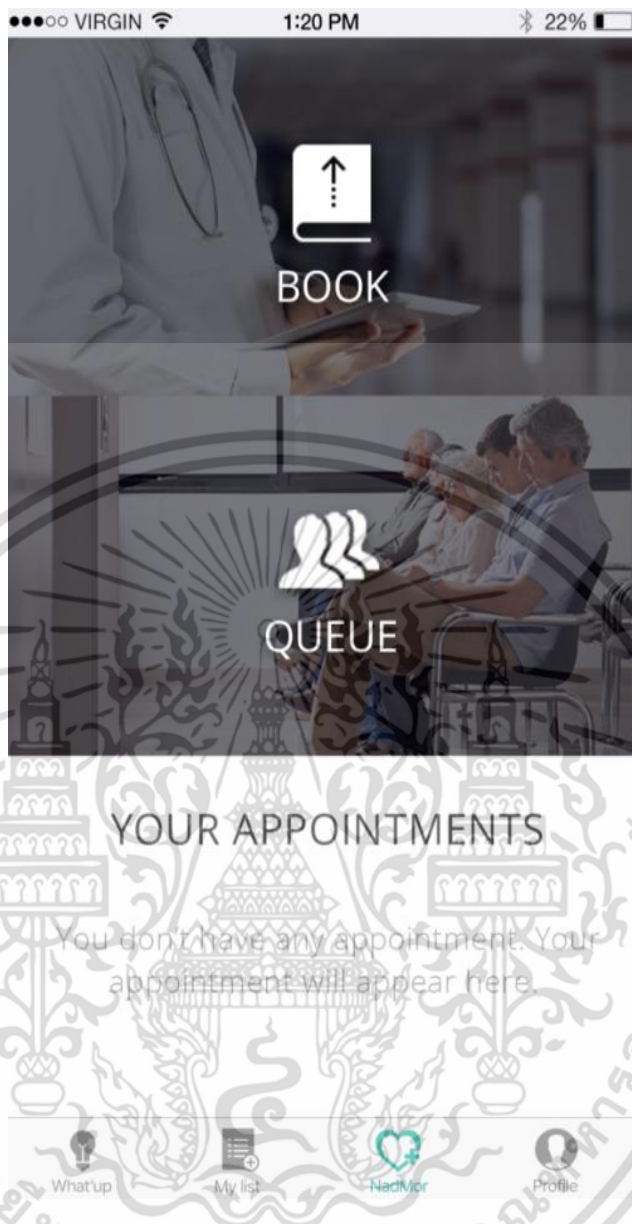 VIRGIN 1:20 PM 22%
BOOK
QUEUE
YOUR APPOINTMENTS
You don't have any appointment. Your
appointment will appear here.
What'up My list NadMor Profile